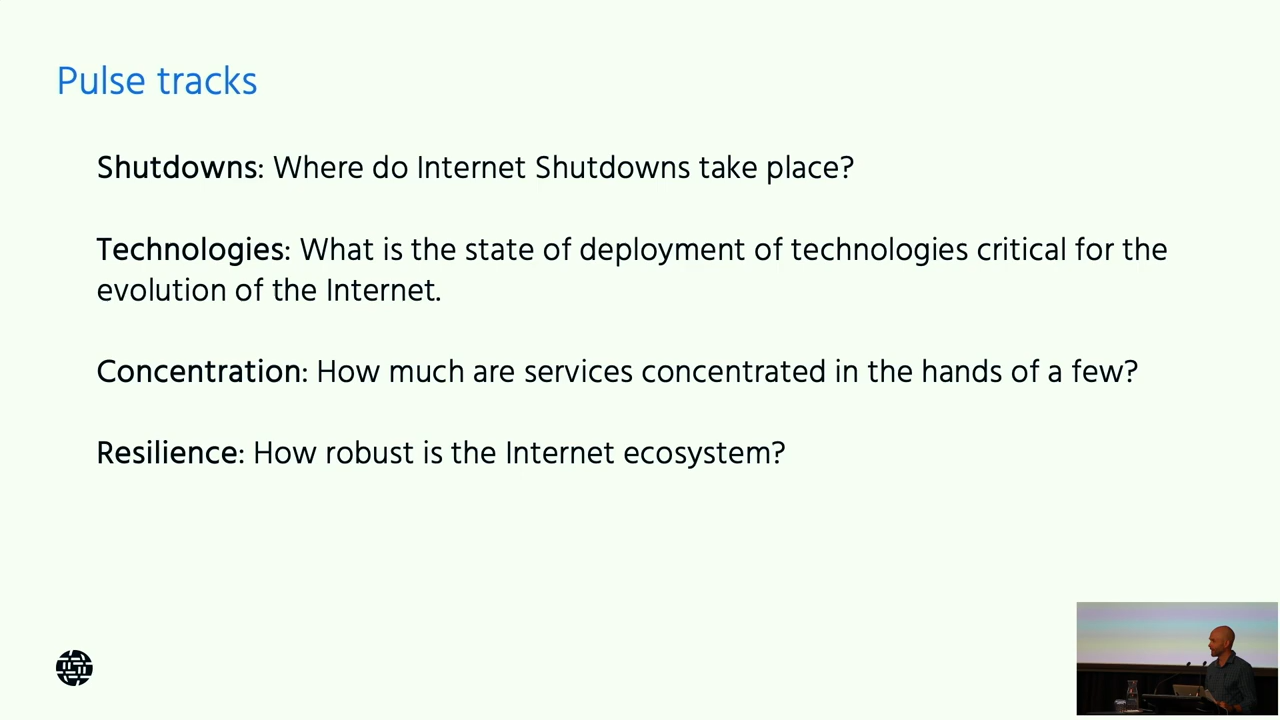 Pulse tracks
Shutdowns: Where do Internet Shutdowns take place?
Technologies: What is the state of deployment of technologies critical for the
evolution of the Internet.
Concentration: How much are services concentrated in the hands of a few?
Resilience: How robust is the Internet ecosystem?